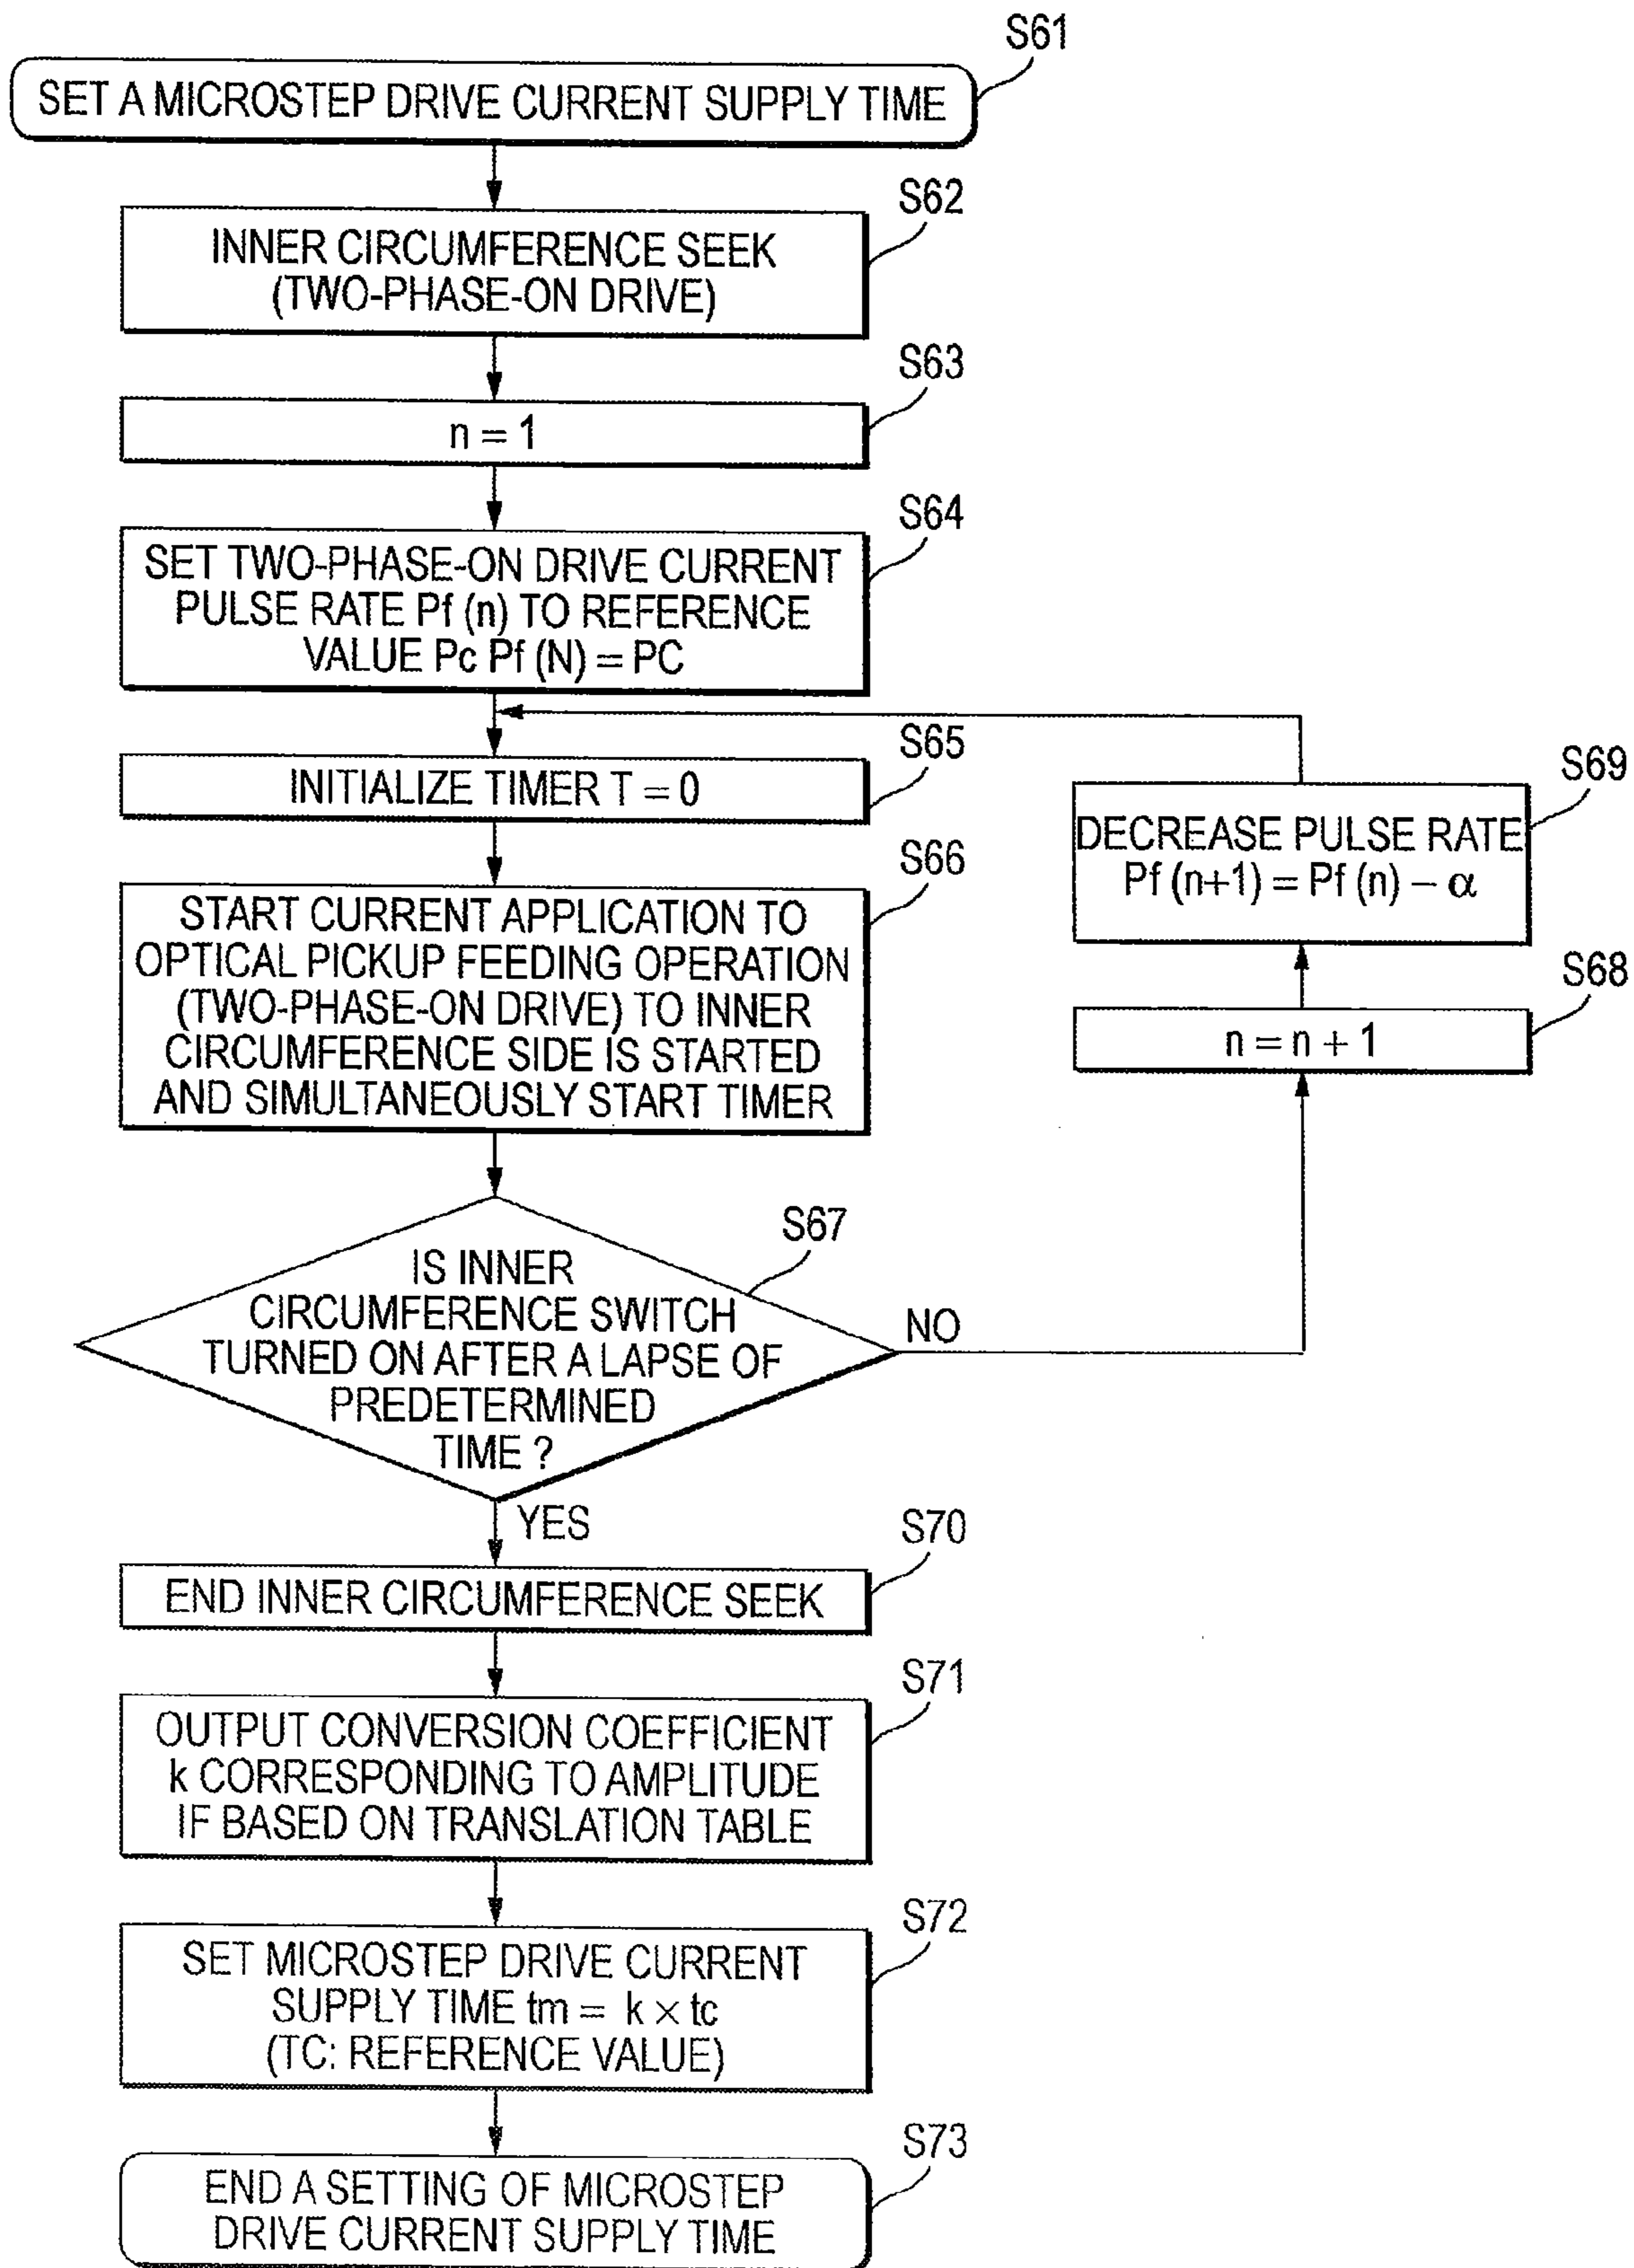 S61
SET A MICROSTEP DRIVE CURRENT SUPPLY TIME
S62
INNER CIRCUMFERENCE SEEK
(TWO-PHASE-ON DRIVE)
S63
n = 1
S64
SET TWO-PHASE-ON DRIVE CURRENT
PULSE RATE Pf (n) TO REFERENCE
VALUE Pc Pf (N) = PC
S65
INITIALIZE TIMER T = 0
S66
START CURRENT APPLICATION TO
OPTICAL PICKUP FEEDING OPERATION
(TWO-PHASE-ON DRIVE) TO INNER
CIRCUMFERENCE SIDE IS STARTED
AND SIMULTANEOUSLY START TIMER
S67
IS INNER
CIRCUMFERENCE SWITCH
TURNED ON AFTER A LAPSE OF
PREDETERMINED
TIME ?
NO
S68
n = n + 1
S69
DECREASE PULSE RATE
Pf (n+1) = Pf (n) − α
YES
S70
END INNER CIRCUMFERENCE SEEK
S71
OUTPUT CONVERSION COEFFICIENT
k CORRESPONDING TO AMPLITUDE
IF BASED ON TRANSLATION TABLE
S72
SET MICROSTEP DRIVE CURRENT
SUPPLY TIME tm = k × tc
(TC: REFERENCE VALUE)
S73
END A SETTING OF MICROSTEP
DRIVE CURRENT SUPPLY TIME